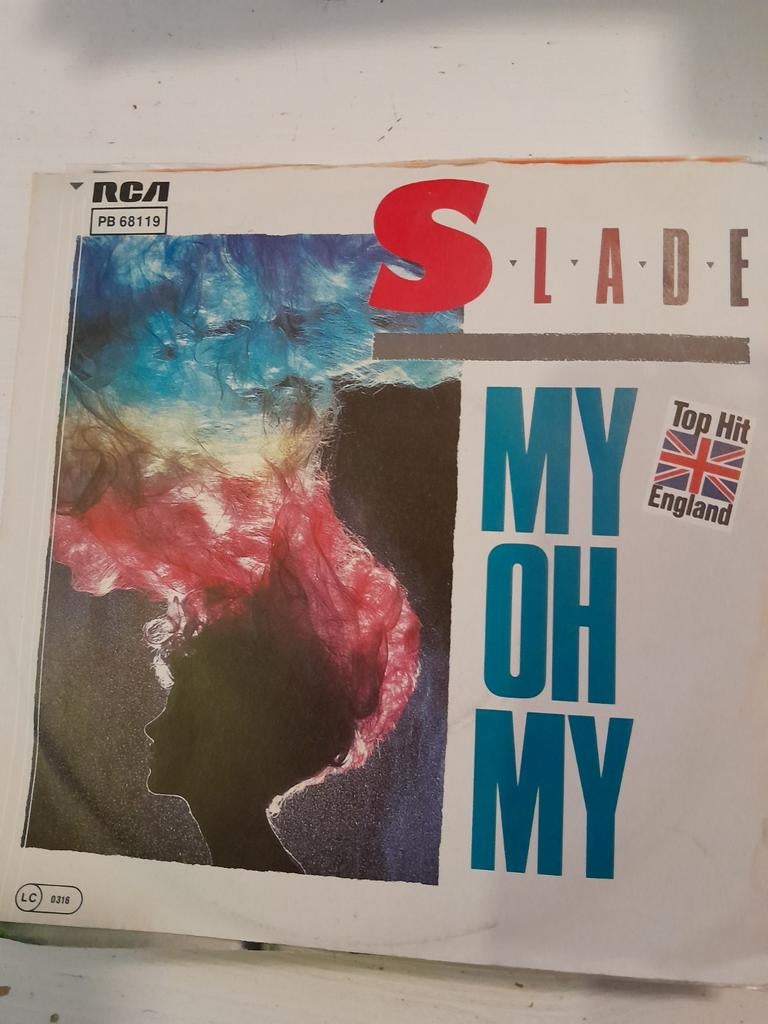 RCA
PB 68119
S·L·A·D·E
MY
OH
MY
Top Hit
England
LC 0316